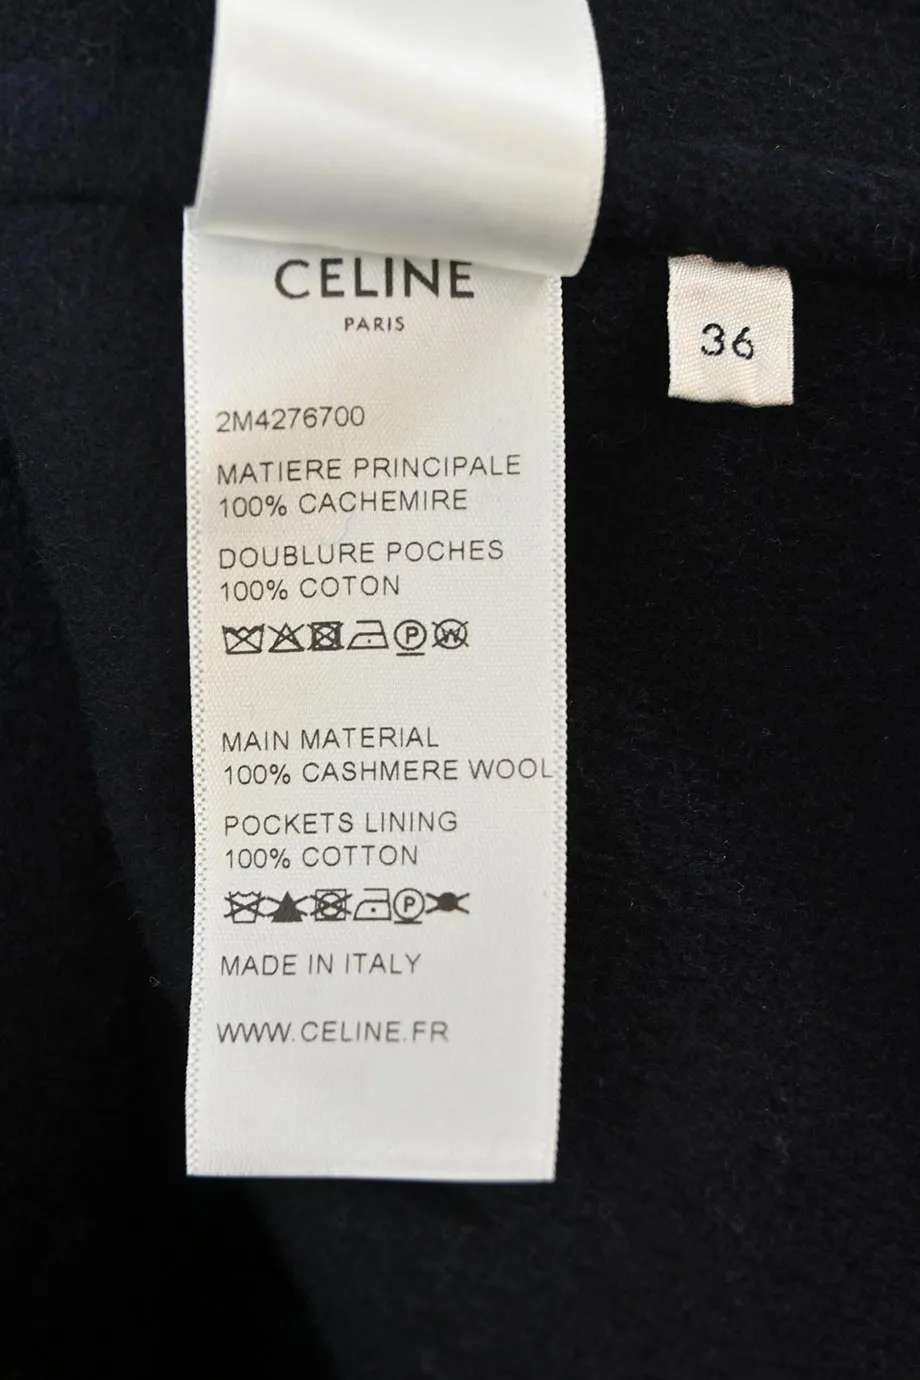 CELINE
PARIS
36
2M4276700
MATIERE PRINCIPALE
100% CACHEMIRE
DOUBLURE POCHES
100% COTON
P W
MAIN MATERIAL
100% CASHMERE WOOL
POCKETS LINING
100% COTTON
P
MADE IN ITALY
WWW.CELINE.FR